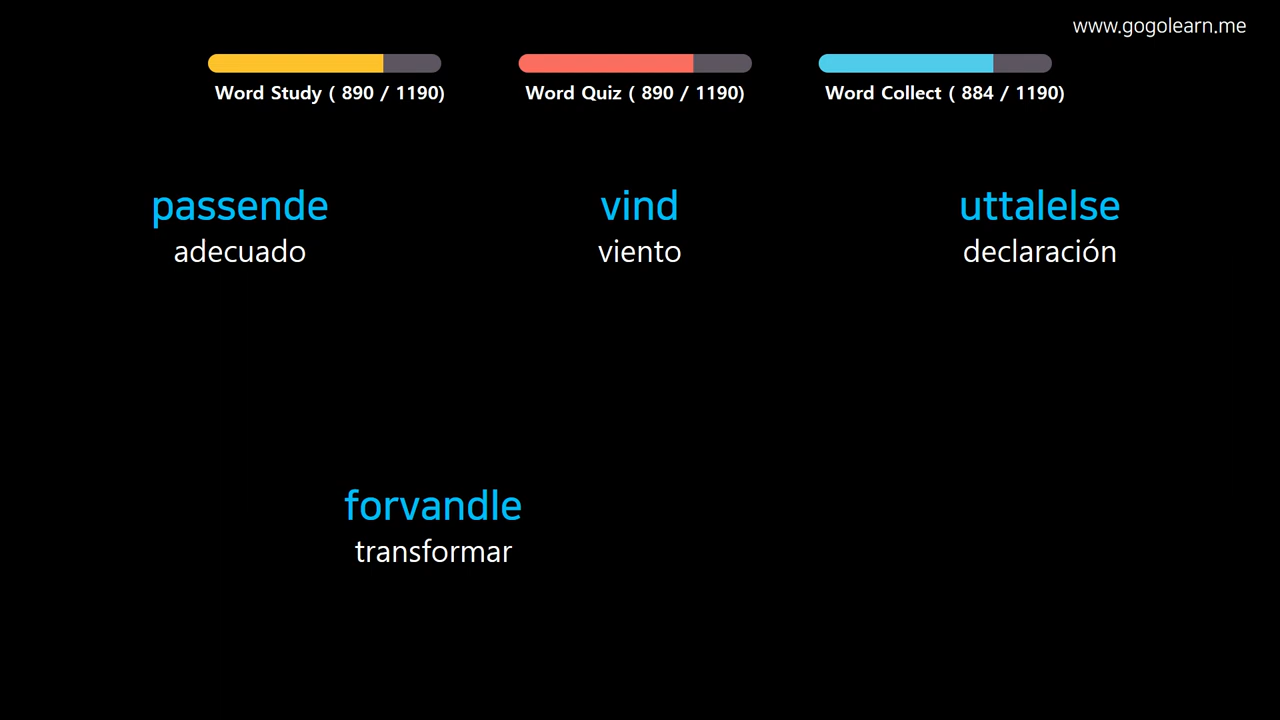 www.gogolearn.me
Word Study ( 890 / 1190)
Word Quiz ( 890 / 1190)
Word Collect ( 884 / 1190)
passende
adecuado
vind
viento
uttalelse
declaración
forvandle
transformar